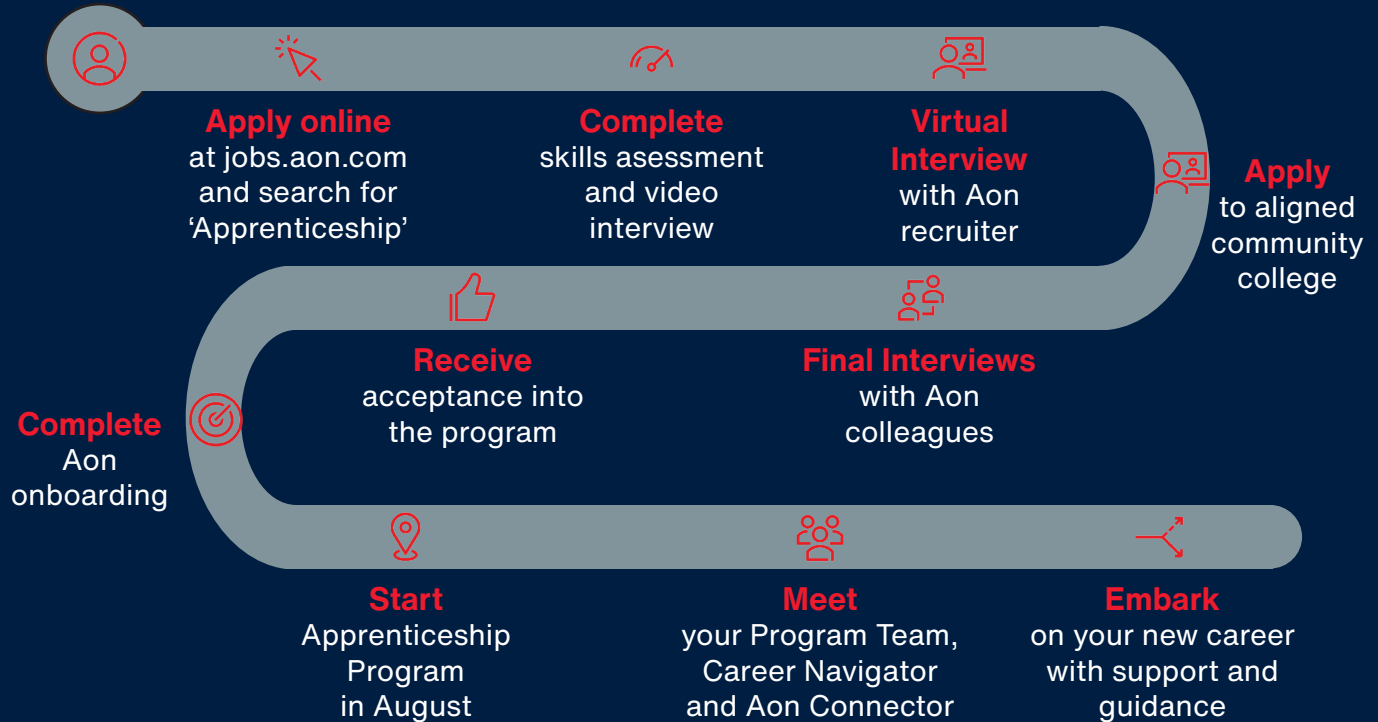 Apply online
at jobs.aon.com
and search for
‘Apprenticeship’
Complete
skills asessment
and video
interview
Virtual
Interview
with Aon
recruiter
Apply
to aligned
community
college
Final Interviews
with Aon
colleagues
Receive
acceptance into
the program
Complete
Aon
onboarding
Start
Apprenticeship
Program
in August
Meet
your Program Team,
Career Navigator
and Aon Connector
Embark
on your new career
with support and
guidance